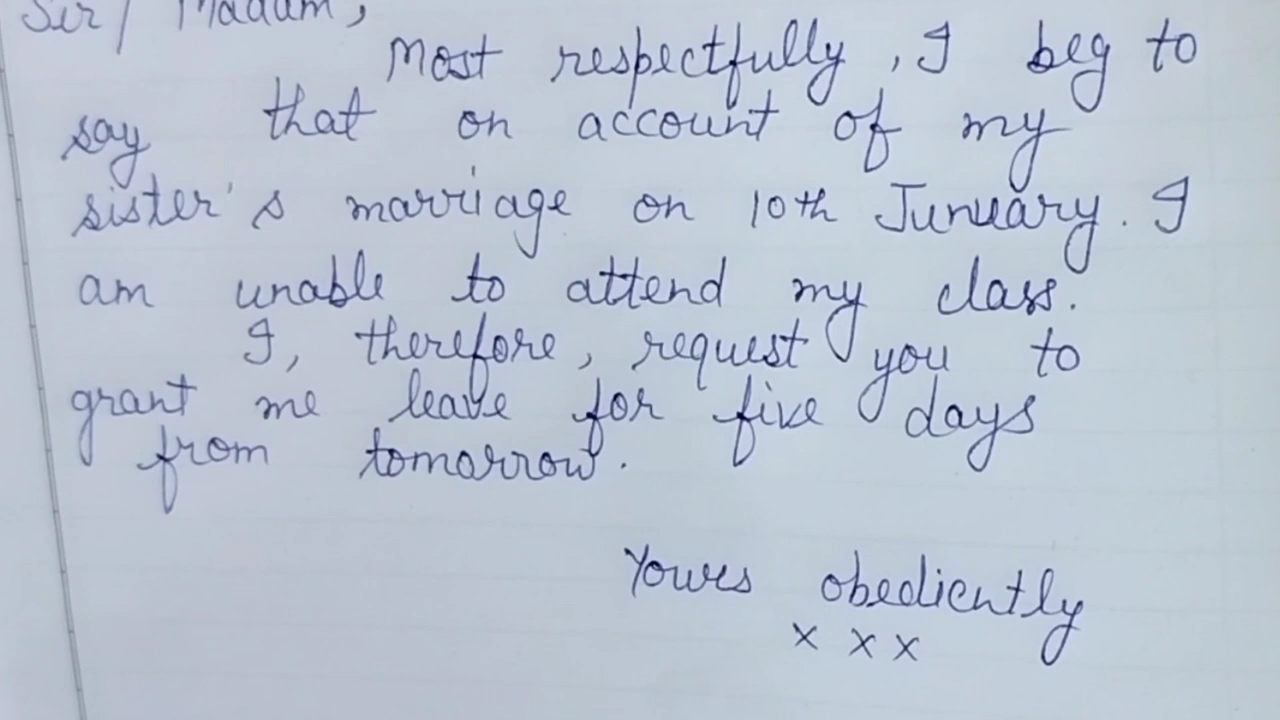 Sir / Madam,
Most respectfully, I beg to
say that on account of my
sister's marriage on 10th Junuary. I
am unable to attend my class.
I, therefore, request you to
grant me leave for five days
from tomorrow.
Yours obediently
x x x